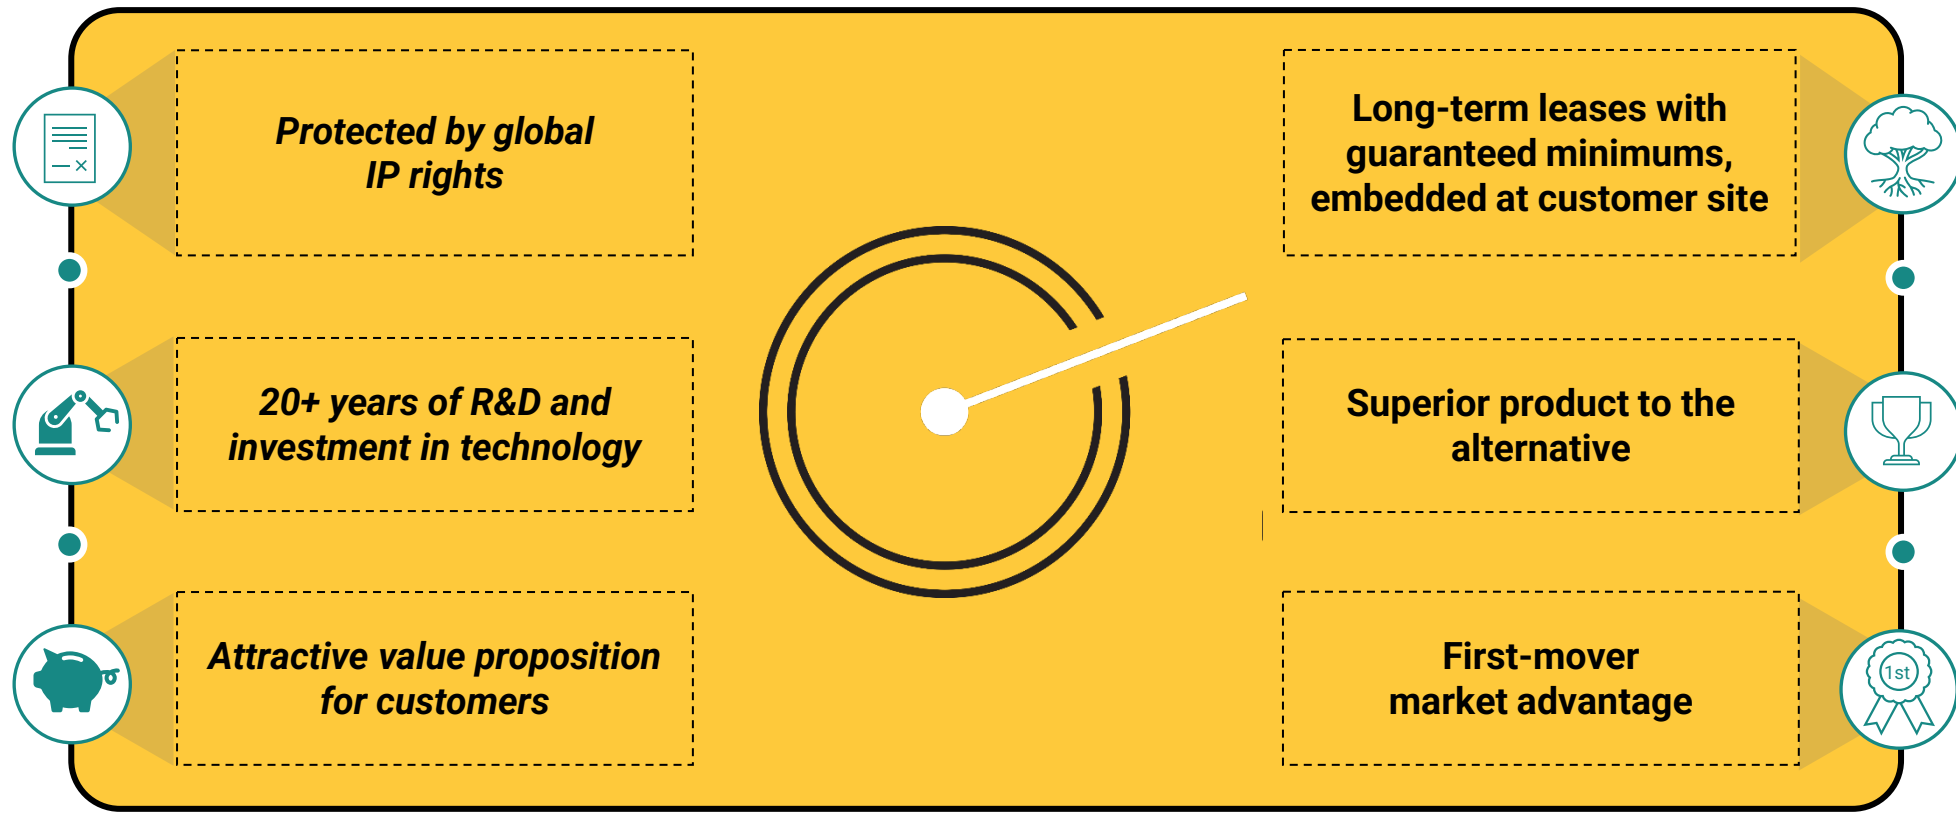 Protected by global
IP rights
20+ years of R&D and
investment in technology
Attractive value proposition
for customers
Long-term leases with
guaranteed minimums,
embedded at customer site
Superior product to the
alternative
First-mover
market advantage
1st